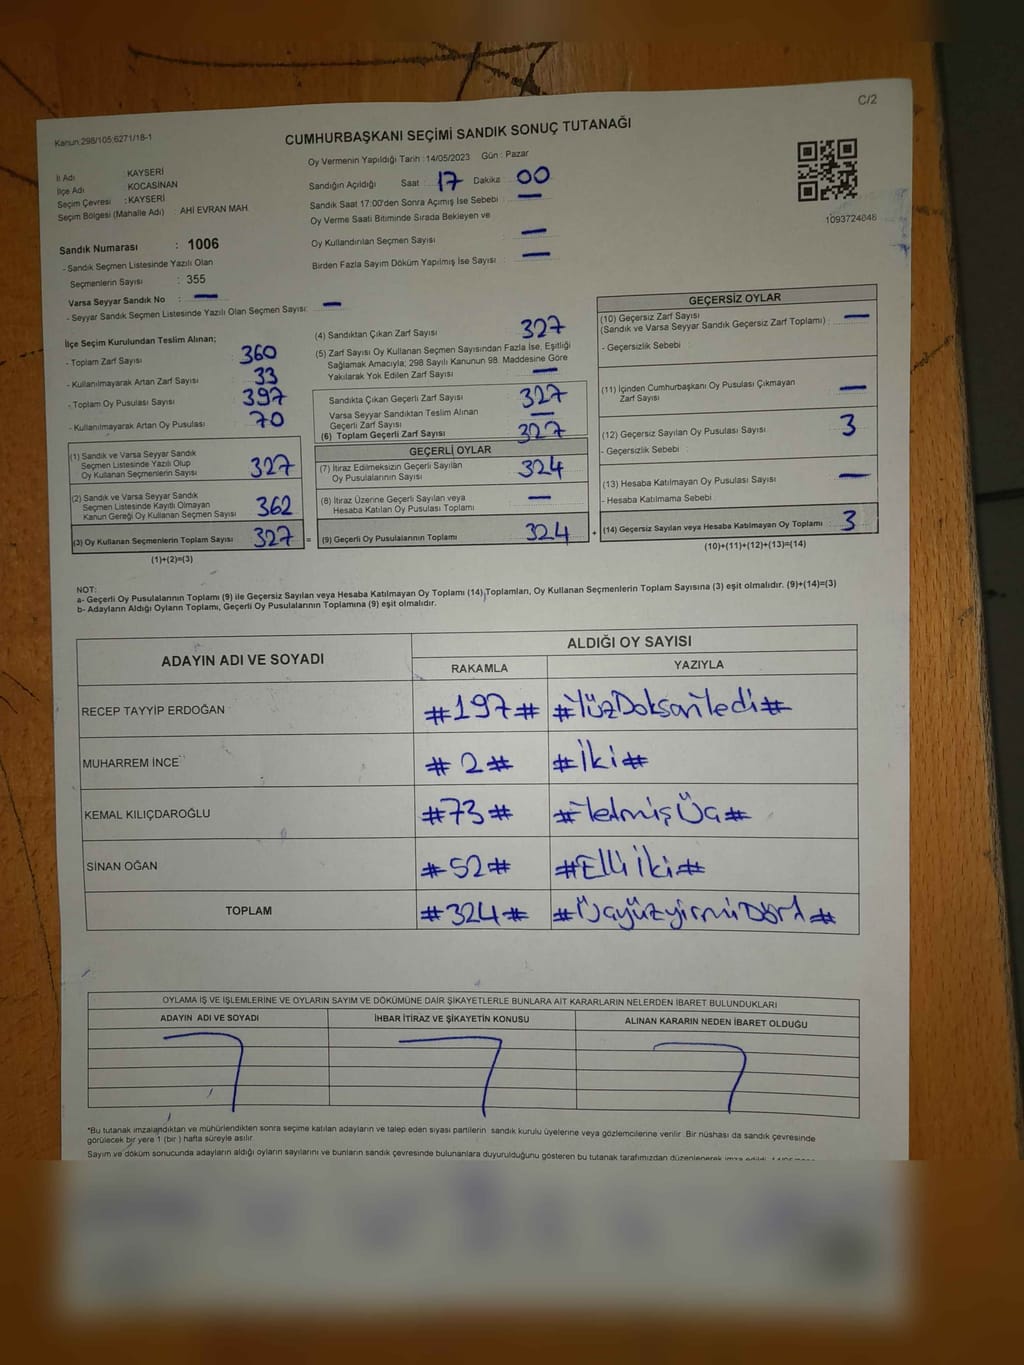 C/2
Kanun:298/105;6271/18-1
CUMHURBAŞKANI SEÇİMİ SANDIK SONUÇ TUTANAĞI
İl Adı KAYSERİ
İlçe Adı KOCASİNAN
Seçim Çevresi : KAYSERİ
Seçim Bölgesi (Mahalle Adı) : AHİ EVRAN MAH.
Oy Vermenin Yapıldığı Tarih :14/05/2023 Gün : Pazar
Sandığın Açıldığı Saat : 17 Dakika : 00
Sandık Saat 17:00'den Sonra Açımış İse Sebebi : —
Oy Verme Saati Bitiminde Sırada Bekleyen ve
Oy Kullandırılan Seçmen Sayısı : —
Birden Fazla Sayım Döküm Yapılmış İse Sayısı : —
1093724848
Sandık Numarası : 1006
- Sandık Seçmen Listesinde Yazılı Olan
Seçmenlerin Sayısı : 355
Varsa Seyyar Sandık No : —
- Seyyar Sandık Seçmen Listesinde Yazılı Olan Seçmen Sayısı: —
İlçe Seçim Kurulundan Teslim Alınan;
- Toplam Zarf Sayısı : 360
- Kullanılmayarak Artan Zarf Sayısı : 33
- Toplam Oy Pusulası Sayısı : 397
- Kullanılmayarak Artan Oy Pusulası : 70
(1) Sandık ve Varsa Seyyar Sandık
Seçmen Listesinde Yazılı Olup
Oy Kullanan Seçmenlerin Sayısı : 327
(2) Sandık ve Varsa Seyyar Sandık
Seçmen Listesinde Kayıtlı Olmayan
Kanun Gereği Oy Kullanan Seçmen Sayısı : 362
(3) Oy Kullanan Seçmenlerin Toplam Sayısı : 327 =
(1)+(2)=(3)
(4) Sandıktan Çıkan Zarf Sayısı : 327
(5) Zarf Sayısı Oy Kullanan Seçmen Sayısından Fazla İse, Eşitliği
Sağlamak Amacıyla; 298 Sayılı Kanunun 98. Maddesine Göre
Yakılarak Yok Edilen Zarf Sayısı : —
Sandıkta Çıkan Geçerli Zarf Sayısı : 327
Varsa Seyyar Sandıktan Teslim Alınan
Geçerli Zarf Sayısı : —
(6) Toplam Geçerli Zarf Sayısı : 327
GEÇERLİ OYLAR
(7) İtiraz Edilmeksizin Geçerli Sayılan
Oy Pusulalarının Sayısı : 324
(8) İtiraz Üzerine Geçerli Sayılan veya
Hesaba Katılan Oy Pusulası Toplamı : —
(9) Geçerli Oy Pusulalarının Toplamı : 324 +
GEÇERSİZ OYLAR
(10) Geçersiz Zarf Sayısı
(Sandık ve Varsa Seyyar Sandık Geçersiz Zarf Toplamı) : —
- Geçersizlik Sebebi :
(11) İçinden Cumhurbaşkanı Oy Pusulası Çıkmayan
Zarf Sayısı : —
(12) Geçersiz Sayılan Oy Pusulası Sayısı : 3
- Geçersizlik Sebebi :
(13) Hesaba Katılmayan Oy Pusulası Sayısı : —
- Hesaba Katılmama Sebebi :
(14) Geçersiz Sayılan veya Hesaba Katılmayan Oy Toplamı : 3
(10)+(11)+(12)+(13)=(14)
NOT:
a- Geçerli Oy Pusulalarının Toplamı (9) ile Geçersiz Sayılan veya Hesaba Katılmayan Oy Toplamı (14) Toplamları, Oy Kullanan Seçmenlerin Toplam Sayısına (3) eşit olmalıdır. (9)+(14)=(3)
b- Adayların Aldığı Oyların Toplamı, Geçerli Oy Pusulalarının Toplamına (9) eşit olmalıdır.
ADAYIN ADI VE SOYADI ALDIĞI OY SAYISI
RAKAMLA YAZIYLA
RECEP TAYYİP ERDOĞAN #197# #YüzDoksanYedi#
MUHARREM İNCE #2# #İki#
KEMAL KILIÇDAROĞLU #73# #YetmişÜç#
SİNAN OĞAN #52# #Elli İki#
TOPLAM #324# #ÜçyüzyirmiDört#
OYLAMA İŞ VE İŞLEMLERİNE VE OYLARIN SAYIM VE DÖKÜMÜNE DAİR ŞİKAYETLERLE BUNLARA AİT KARARLARIN NELERDEN İBARET BULUNDUKLARI
ADAYIN ADI VE SOYADI İHBAR İTİRAZ VE ŞİKAYETİN KONUSU ALINAN KARARIN NEDEN İBARET OLDUĞU
*Bu tutanak imzalandıktan ve mühürlendikten sonra seçime katılan adayların ve talep eden siyasi partilerin sandık kurulu üyelerine veya gözlemcilerine verilir. Bir nüshası da sandık çevresinde
görülecek bir yere 1 (bir) hafta süreyle asılır
Sayım ve döküm sonucunda adayların aldığı oyların sayılarını ve bunların sandık çevresinde bulunanlara duyurulduğunu gösteren bu tutanak tarafımızdan düzenlenerek imza edildi.